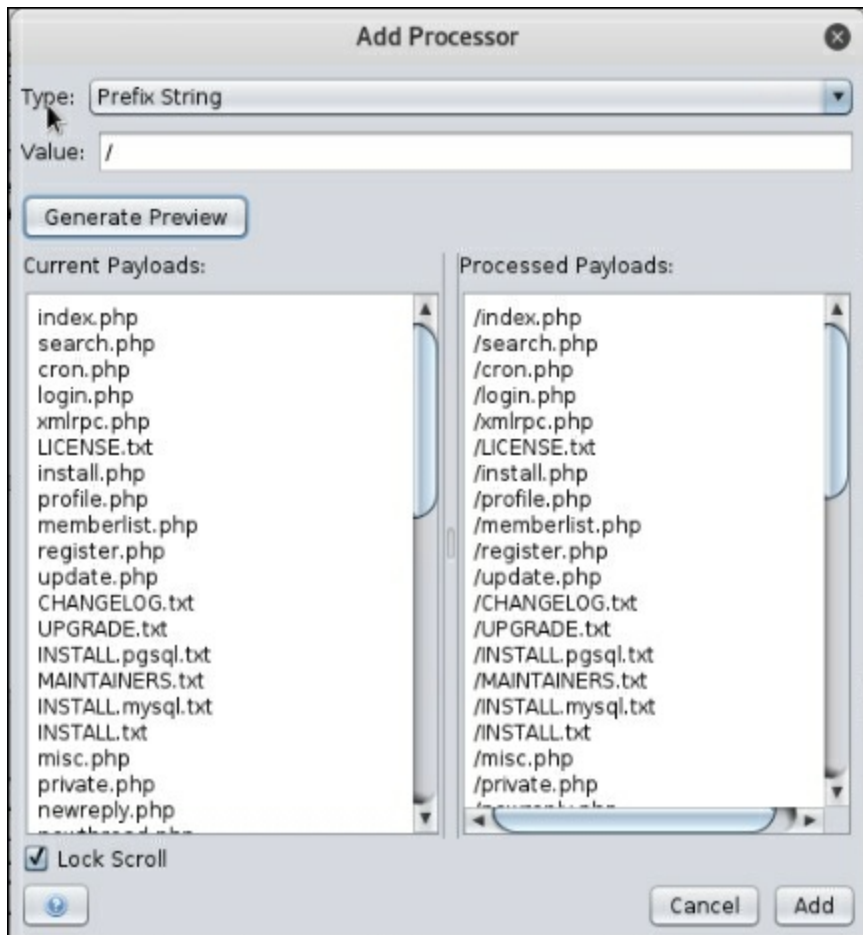 Add Processor
Type: Prefix String
Value: /
Generate Preview
Current Payloads:
index.php
search.php
cron.php
login.php
xmlrpc.php
LICENSE.txt
install.php
profile.php
memberlist.php
register.php
update.php
CHANGELOG.txt
UPGRADE.txt
INSTALL.pgsql.txt
MAINTAINERS.txt
INSTALL.mysql.txt
INSTALL.txt
misc.php
private.php
newreply.php
Processed Payloads:
/index.php
/search.php
/cron.php
/login.php
/xmlrpc.php
/LICENSE.txt
/install.php
/profile.php
/memberlist.php
/register.php
/update.php
/CHANGELOG.txt
/UPGRADE.txt
/INSTALL.pgsql.txt
/MAINTAINERS.txt
/INSTALL.mysql.txt
/INSTALL.txt
/misc.php
/private.php
Lock Scroll
Cancel
Add